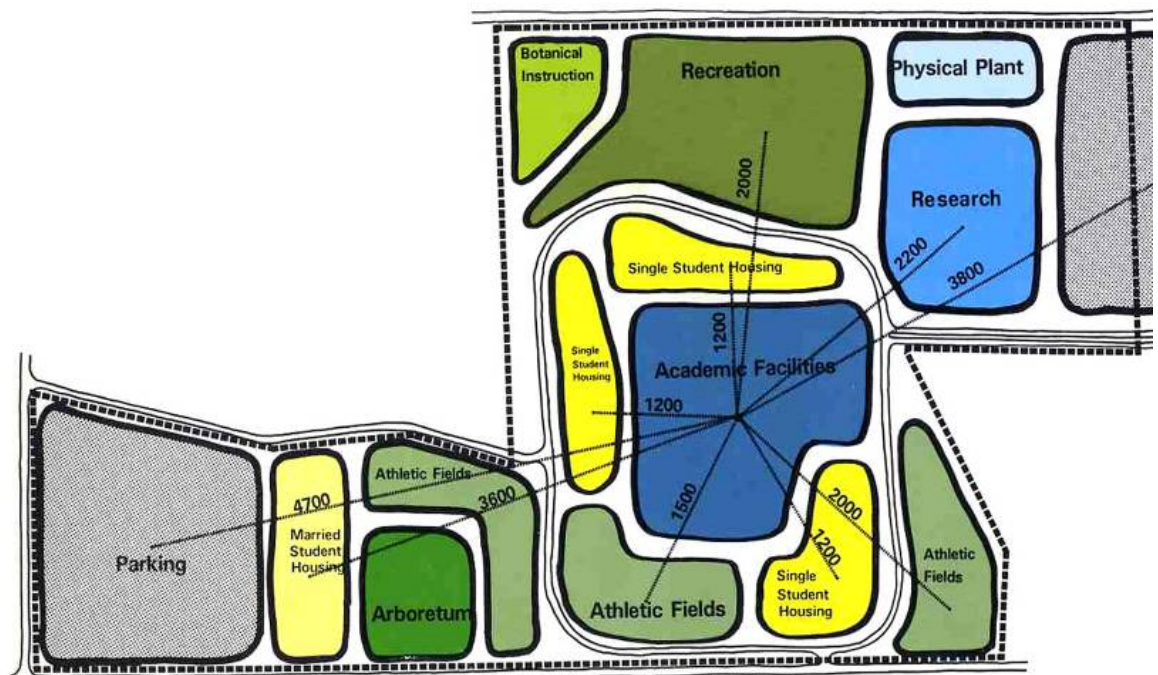 Botanical
Instruction
Recreation
Physical Plant
2000
Research
2200
3800
Single Student Housing
1200
Single
Student
Housing
Academic Facilities
1200
Athletic Fields
4700
3600
1500
2000
1200
Parking
Married
Student
Housing
Arboretum
Athletic Fields
Single
Student
Housing
Athletic
Fields